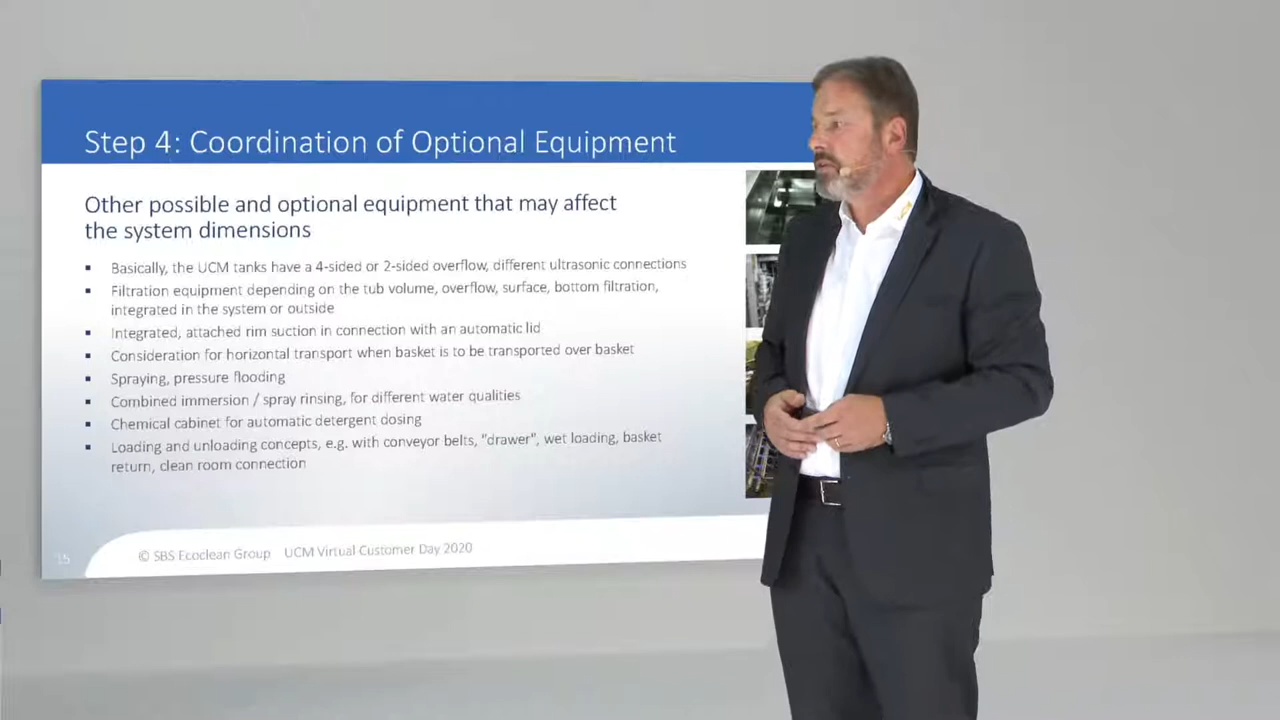 Step 4: Coordination of Optional Equipment
Other possible and optional equipment that may affect
the system dimensions
▪ Basically, the UCM tanks have a 4-sided or 2-sided overflow, different ultrasonic connections
▪ Filtration equipment depending on the tub volume, overflow, surface, bottom filtration,
integrated in the system or outside
▪ Integrated, attached rim suction in connection with an automatic lid
▪ Consideration for horizontal transport when basket is to be transported over basket
▪ Spraying, pressure flooding
▪ Combined immersion / spray rinsing, for different water qualities
▪ Chemical cabinet for automatic detergent dosing
▪ Loading and unloading concepts, e.g. with conveyor belts, "drawer", wet loading, basket
return, clean room connection
15 © SBS Ecoclean Group UCM Virtual Customer Day 2020